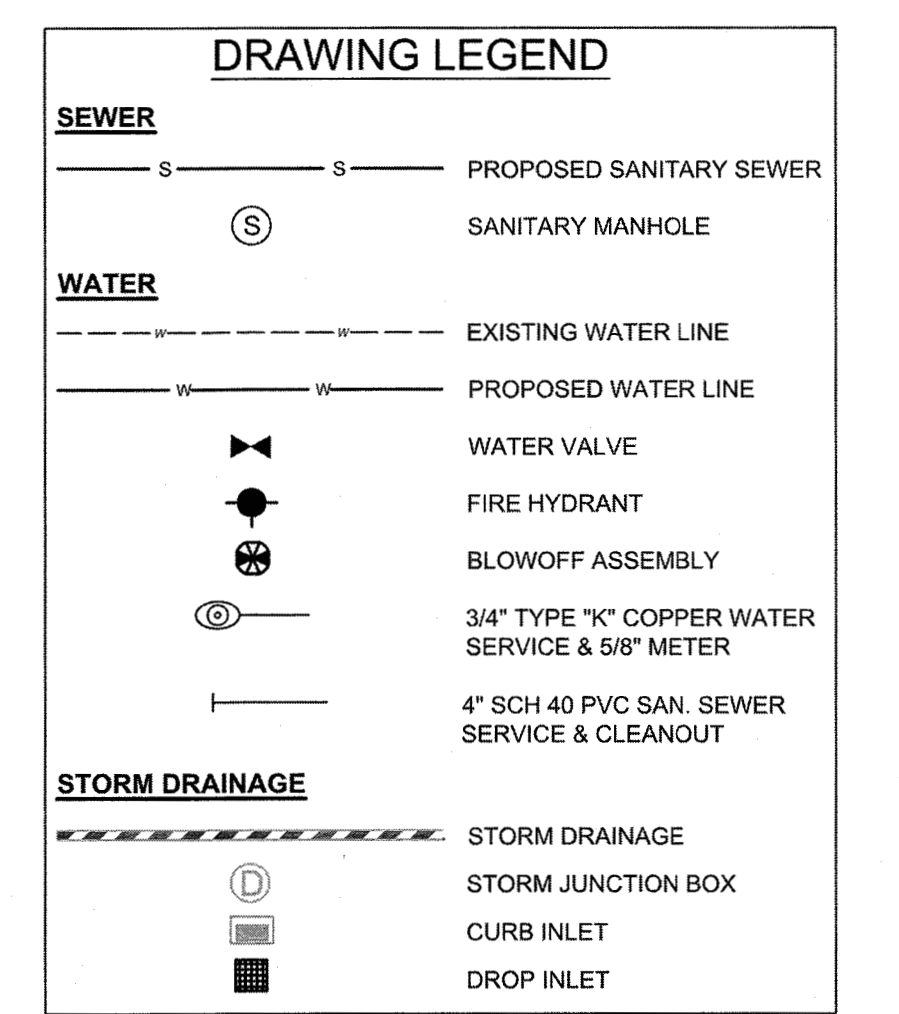 DRAWING LEGEND
SEWER
S S PROPOSED SANITARY SEWER
S SANITARY MANHOLE
WATER
W W EXISTING WATER LINE
W W PROPOSED WATER LINE
WATER VALVE
FIRE HYDRANT
BLOWOFF ASSEMBLY
3/4" TYPE "K" COPPER WATER
SERVICE & 5/8" METER
4" SCH 40 PVC SAN. SEWER
SERVICE & CLEANOUT
STORM DRAINAGE
STORM DRAINAGE
D STORM JUNCTION BOX
CURB INLET
DROP INLET